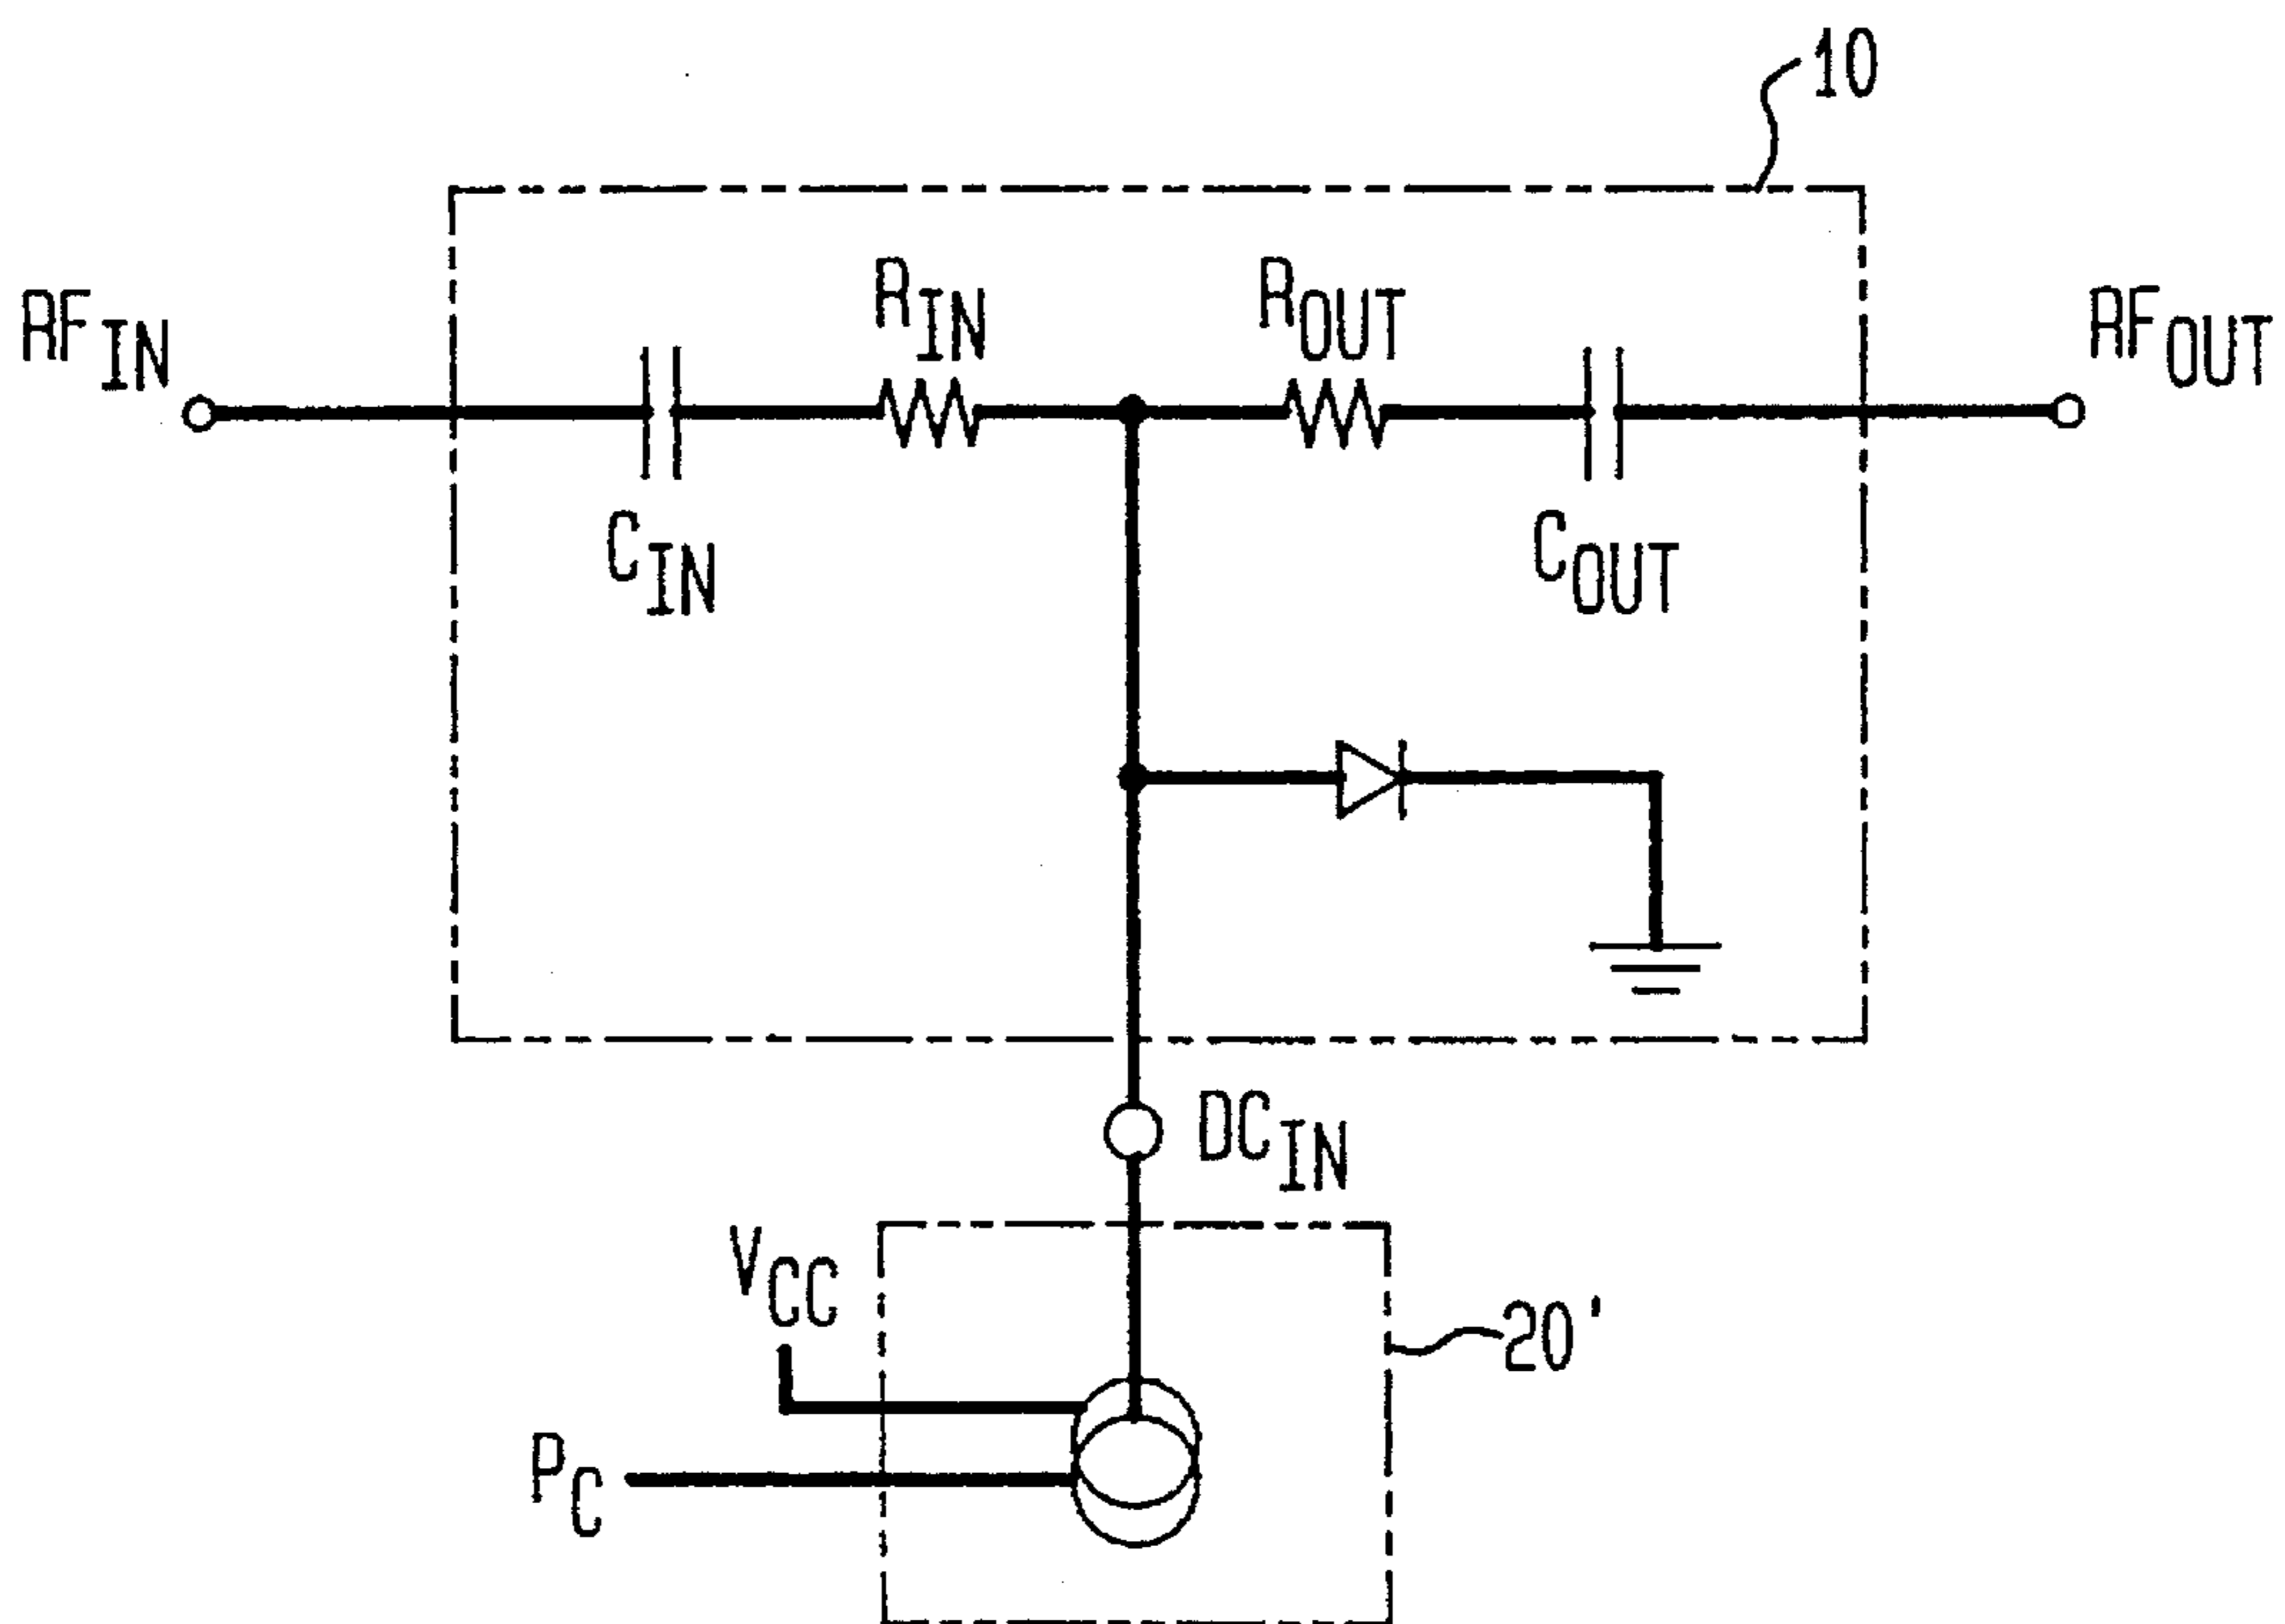 10
RF_IN
R_IN
R_OUT
RF_OUT
C_IN
C_OUT
DC_IN
V_CC
20'
P_C